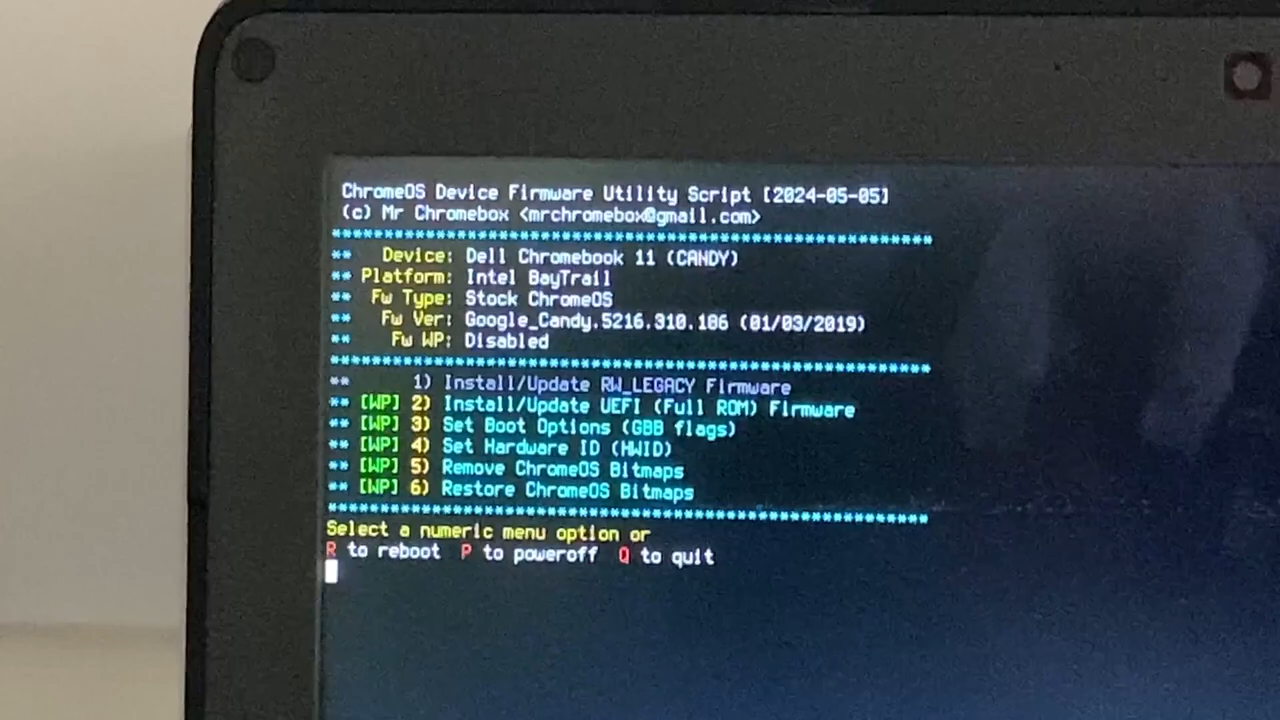 ChromeOS Device Firmware Utility Script [2024-05-05]
(c) Mr Chromebox <mrchromebox@gmail.com>
*********************************************************
** Device: Dell Chromebook 11 (CANDY)
** Platform: Intel BayTrail
** Fw Type: Stock ChromeOS
** Fw Ver: Google_Candy.5216.310.186 (01/03/2019)
** Fw WP: Disabled
*********************************************************
** 1) Install/Update RW_LEGACY Firmware
** [WP] 2) Install/Update UEFI (Full ROM) Firmware
** [WP] 3) Set Boot Options (GBB flags)
** [WP] 4) Set Hardware ID (HWID)
** [WP] 5) Remove ChromeOS Bitmaps
** [WP] 6) Restore ChromeOS Bitmaps
*********************************************************
Select a numeric menu option or
R to reboot P to poweroff Q to quit